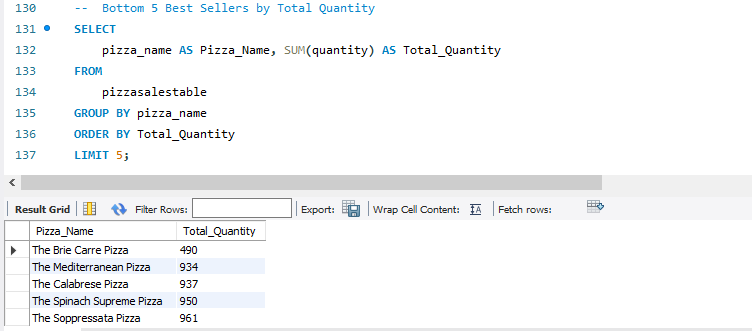 130 -- Bottom 5 Best Sellers by Total Quantity
131 SELECT
132 pizza_name AS Pizza_Name, SUM(quantity) AS Total_Quantity
133 FROM
134 pizzasalestable
135 GROUP BY pizza_name
136 ORDER BY Total_Quantity
137 LIMIT 5;
Result Grid Filter Rows: Export: Wrap Cell Content: Fetch rows:
Pizza_Name Total_Quantity
The Brie Carre Pizza 490
The Mediterranean Pizza 934
The Calabrese Pizza 937
The Spinach Supreme Pizza 950
The Soppressata Pizza 961